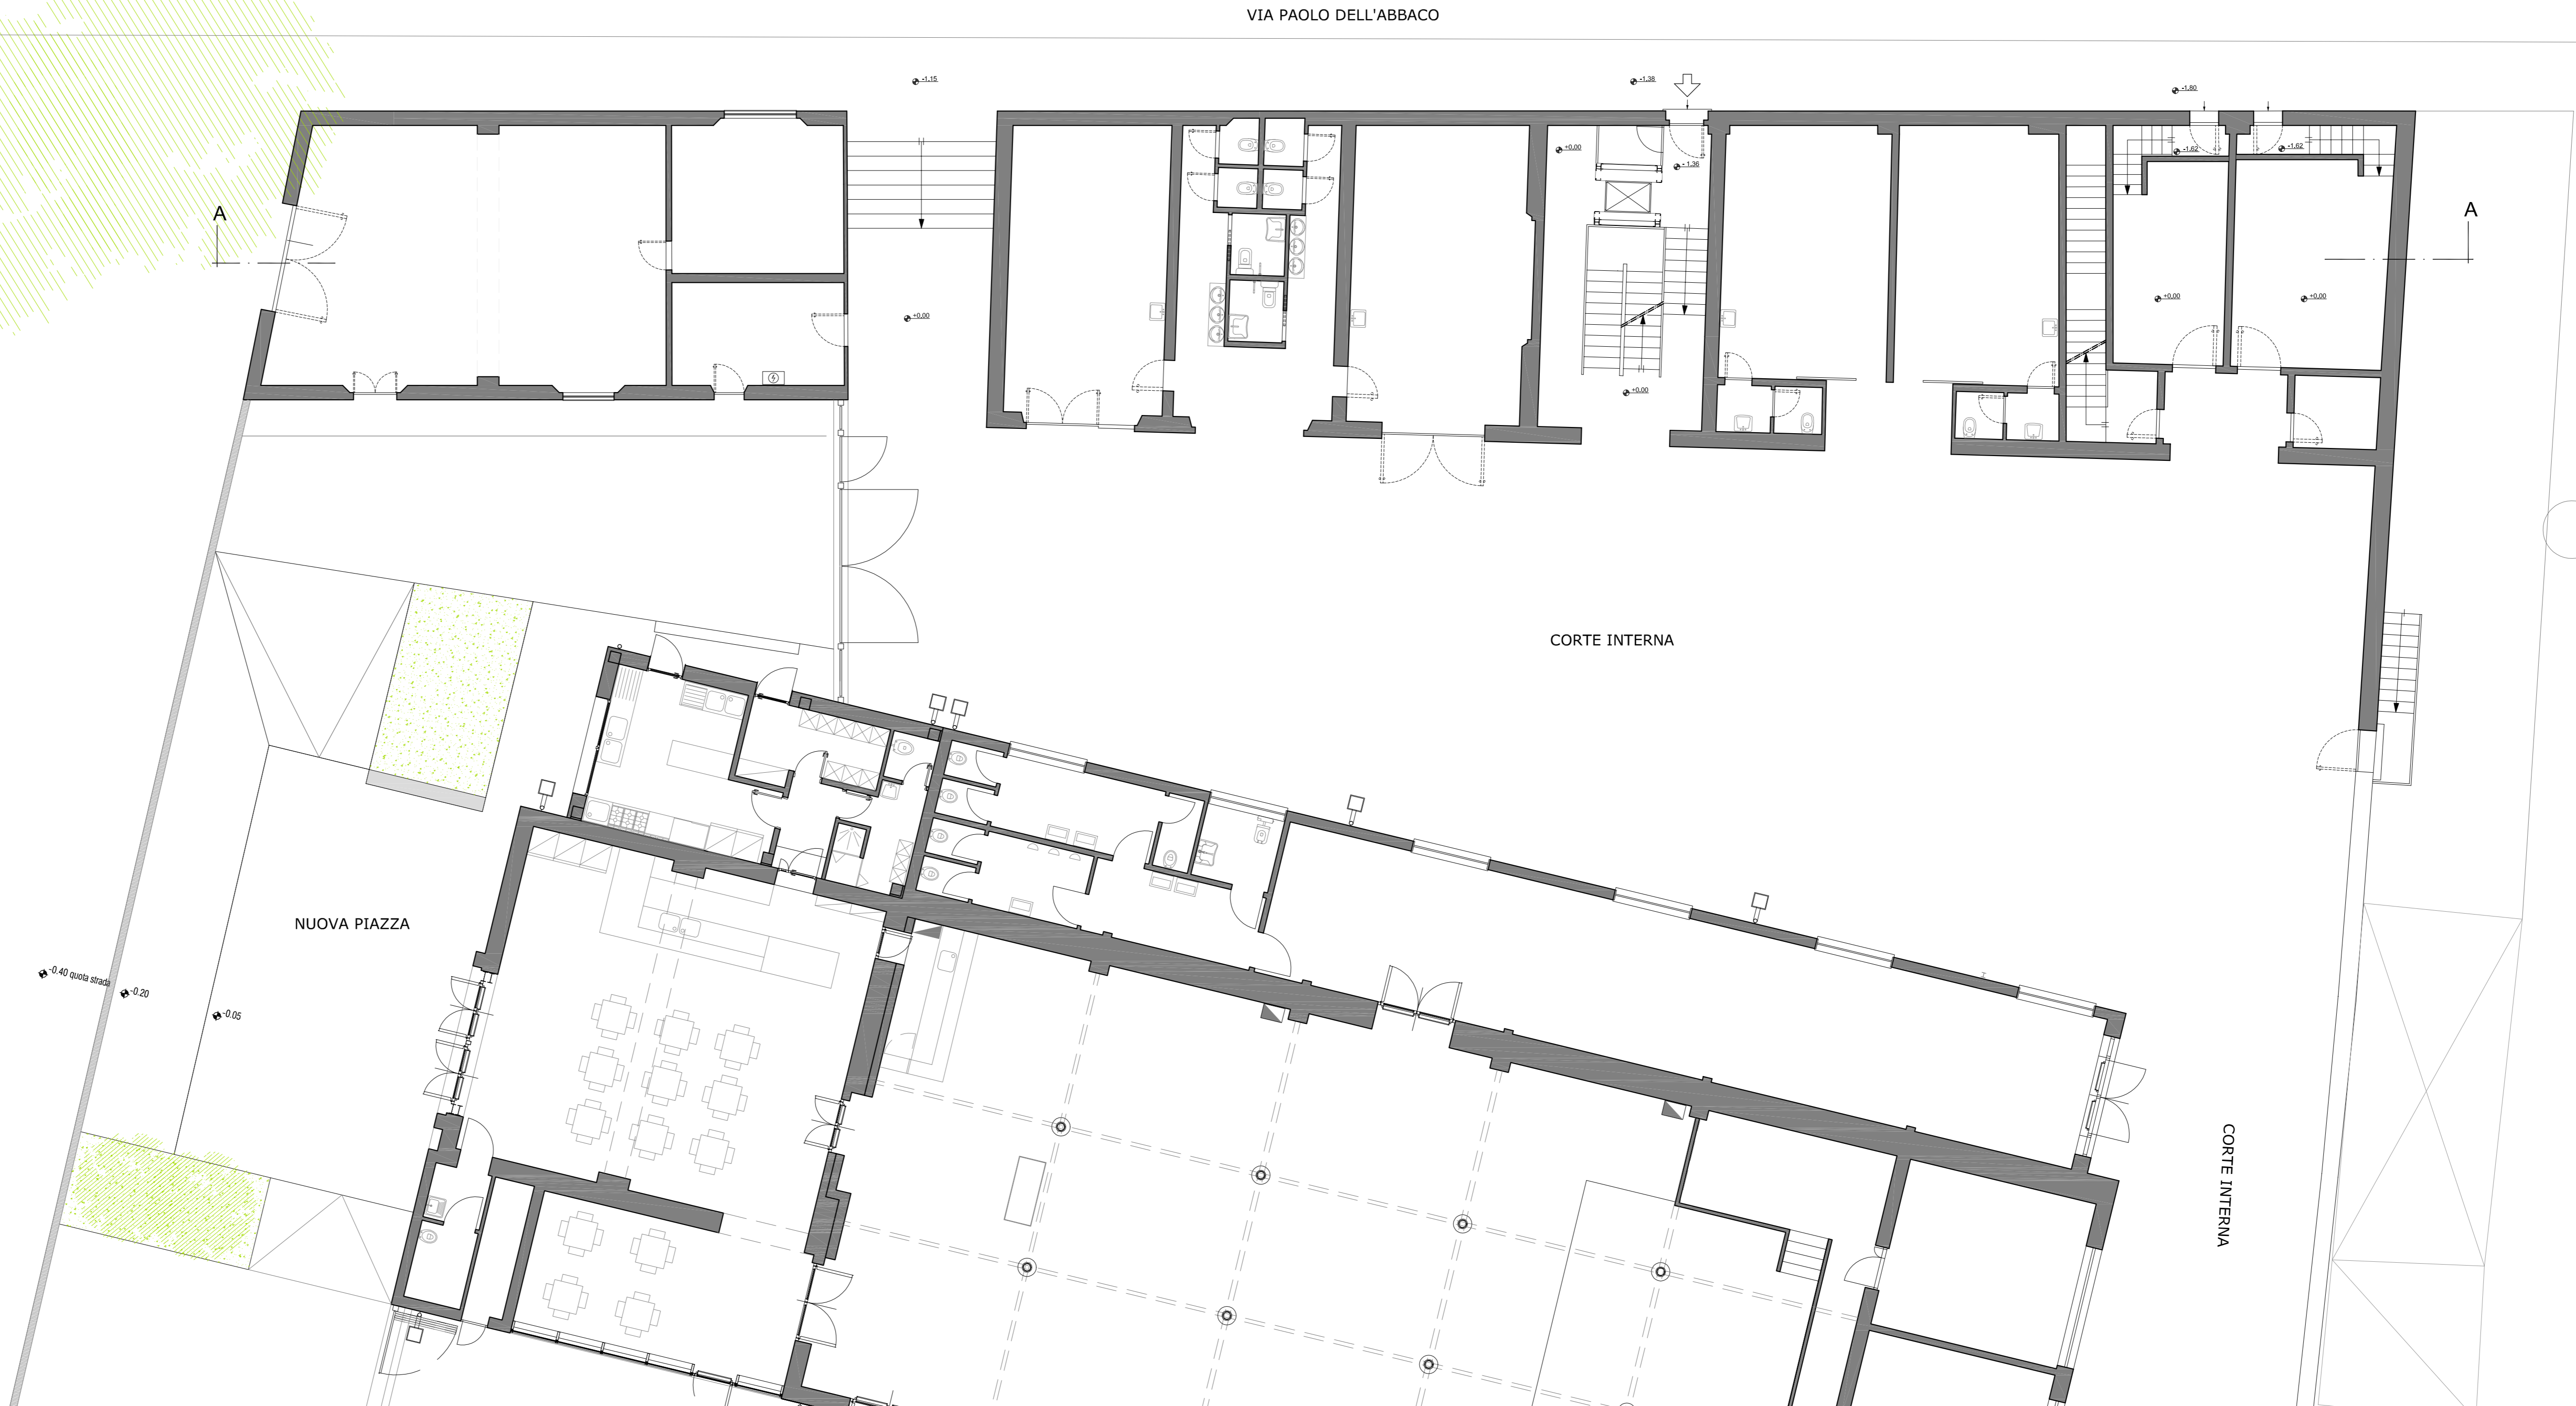 VIA PAOLO DELL'ABBACO
-1,15
-1,38
-1,80
+0,00
- 1,36
-1,62
-1,62
A
A
+0,00
+0,00
+0,00
+0,00
CORTE INTERNA
NUOVA PIAZZA
-0.40 quota strada
-0.20
-0.05
CORTE INTERNA